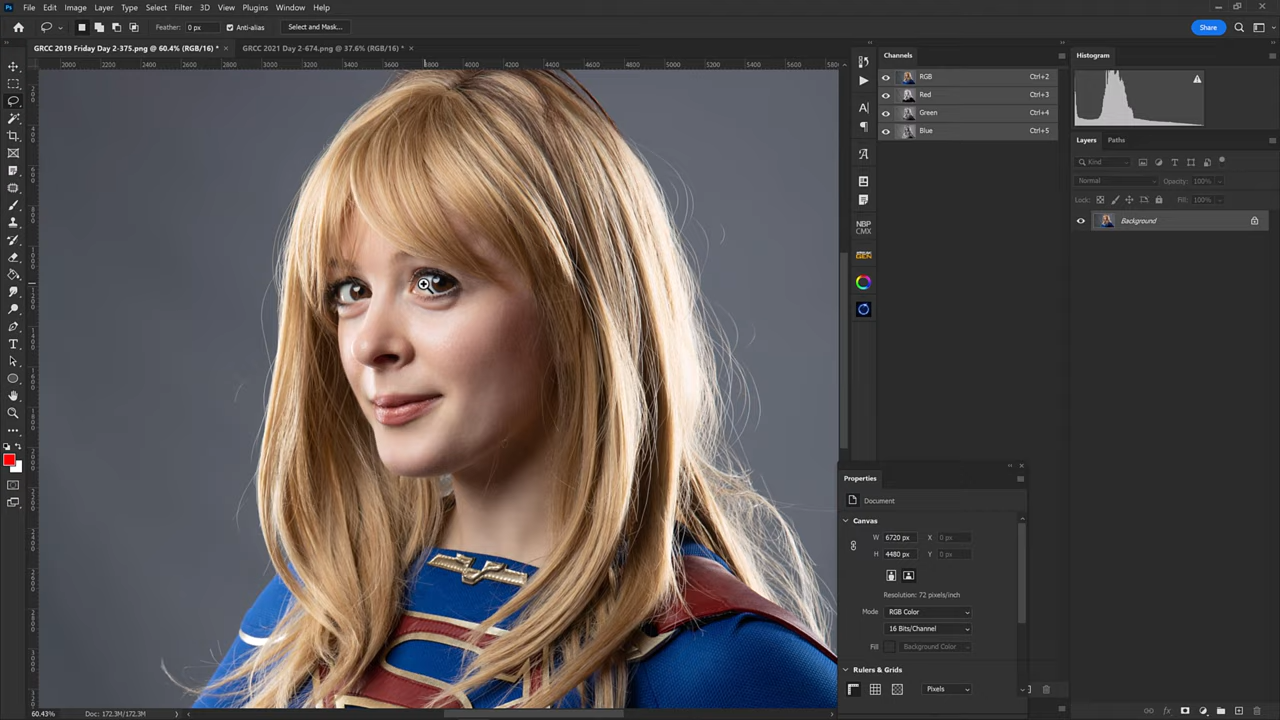 Ps File Edit Image Layer Type Select Filter 3D View Plugins Window Help
Feather: 0 px Anti-alias Select and Mask... Share
GRCC 2019 Friday Day 2-375.png @ 60.4% (RGB/16) * × GRCC 2021 Day 2-674.png @ 37.6% (RGB/16) * ×
2000 2200 2400 2600 2800 3000 3200 3400 3600 3800 4000 4200 4400 4600 4800 5000 5200 5400 5600 5800
Channels
RGB Ctrl+2
Red Ctrl+3
Green Ctrl+4
Blue Ctrl+5
NBP
CMX
GEN
Histogram
Layers Paths
Kind
Normal Opacity: 100%
Lock: Fill: 100%
Background
Properties
Document
Canvas
W 6720 px X 0 px
H 4480 px Y 0 px
Resolution: 72 pixels/inch
Mode RGB Color
16 Bits/Channel
Fill Background Color
Rulers & Grids
Pixels
60.43% Doc: 172.3M/172.3M